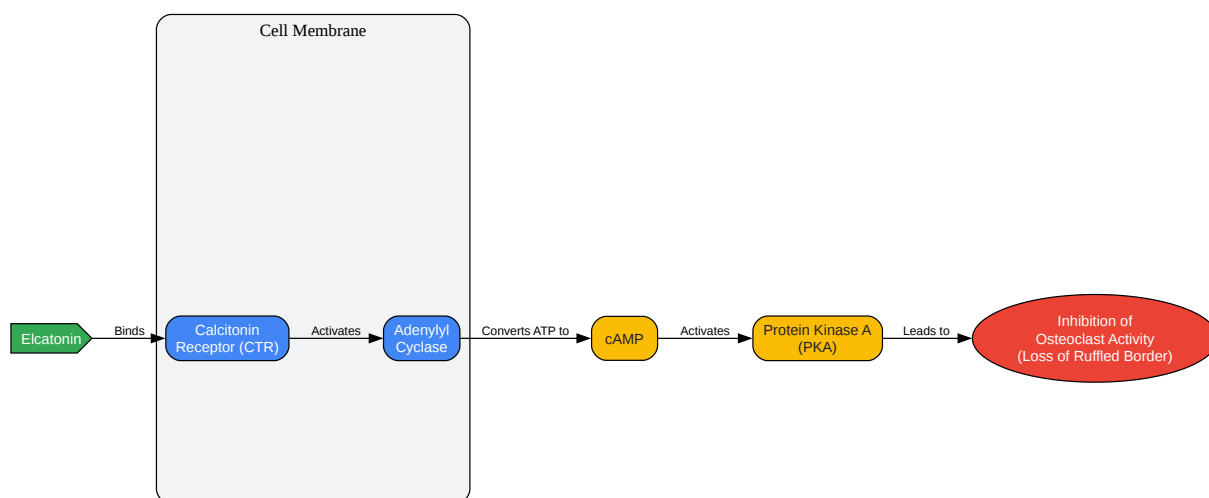 Cell Membrane
Elcatonin
Binds
Calcitonin
Receptor (CTR)
Activates
Adenylyl
Cyclase
Converts ATP to
cAMP
Activates
Protein Kinase A
(PKA)
Leads to
Inhibition of
Osteoclast Activity
(Loss of Ruffled Border)